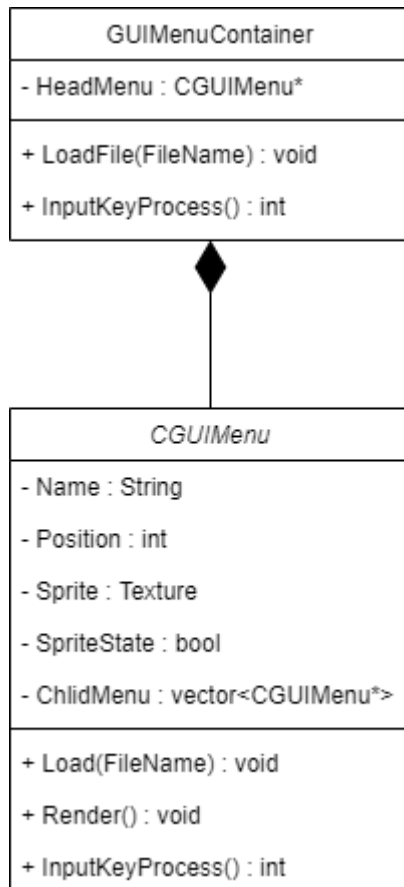 GUIMenuContainer
- HeadMenu : CGUIMenu*
+ LoadFile(FileName) : void
+ InputKeyProcess() : int
CGUIMenu
- Name : String
- Position : int
- Sprite : Texture
- SpriteState : bool
- ChlidMenu : vector<CGUIMenu*>
+ Load(FileName) : void
+ Render() : void
+ InputKeyProcess() : int